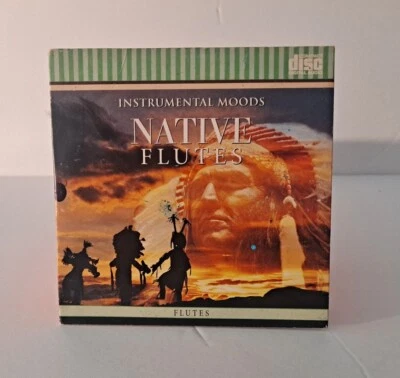 disc
INSTRUMENTAL MOODS
NATIVE
FLUTES
FLUTES